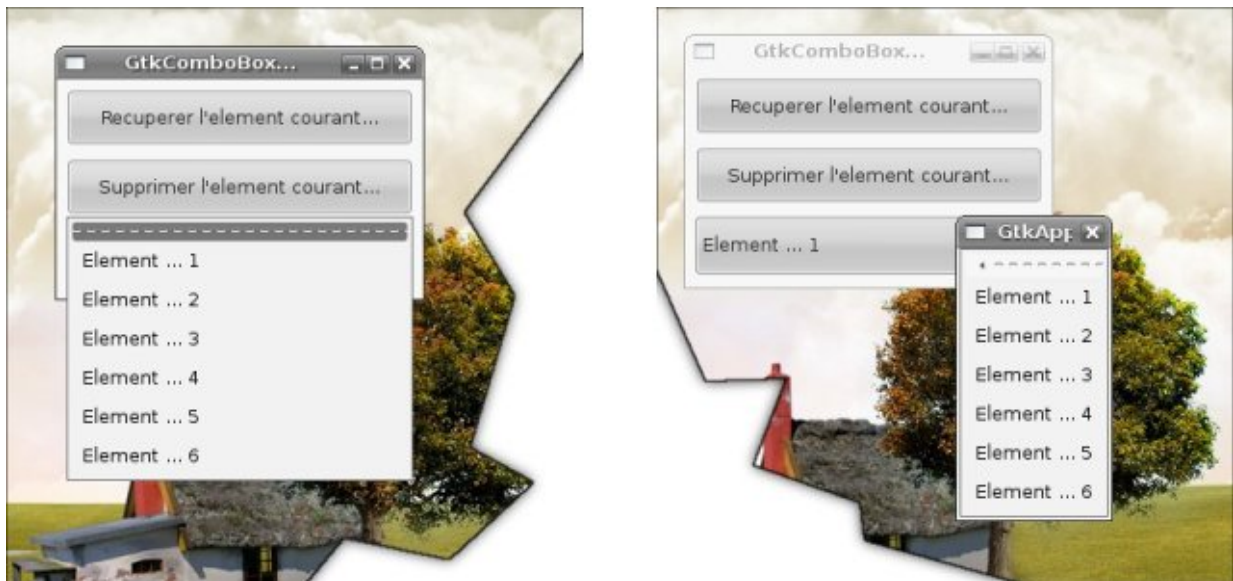 GtkComboBox...
Recuperer l'element courant...
Supprimer l'element courant...
Element ... 1
Element ... 2
Element ... 3
Element ... 4
Element ... 5
Element ... 6
GtkComboBox...
Recuperer l'element courant...
Supprimer l'element courant...
Element ... 1
GtkApp
Element ... 1
Element ... 2
Element ... 3
Element ... 4
Element ... 5
Element ... 6